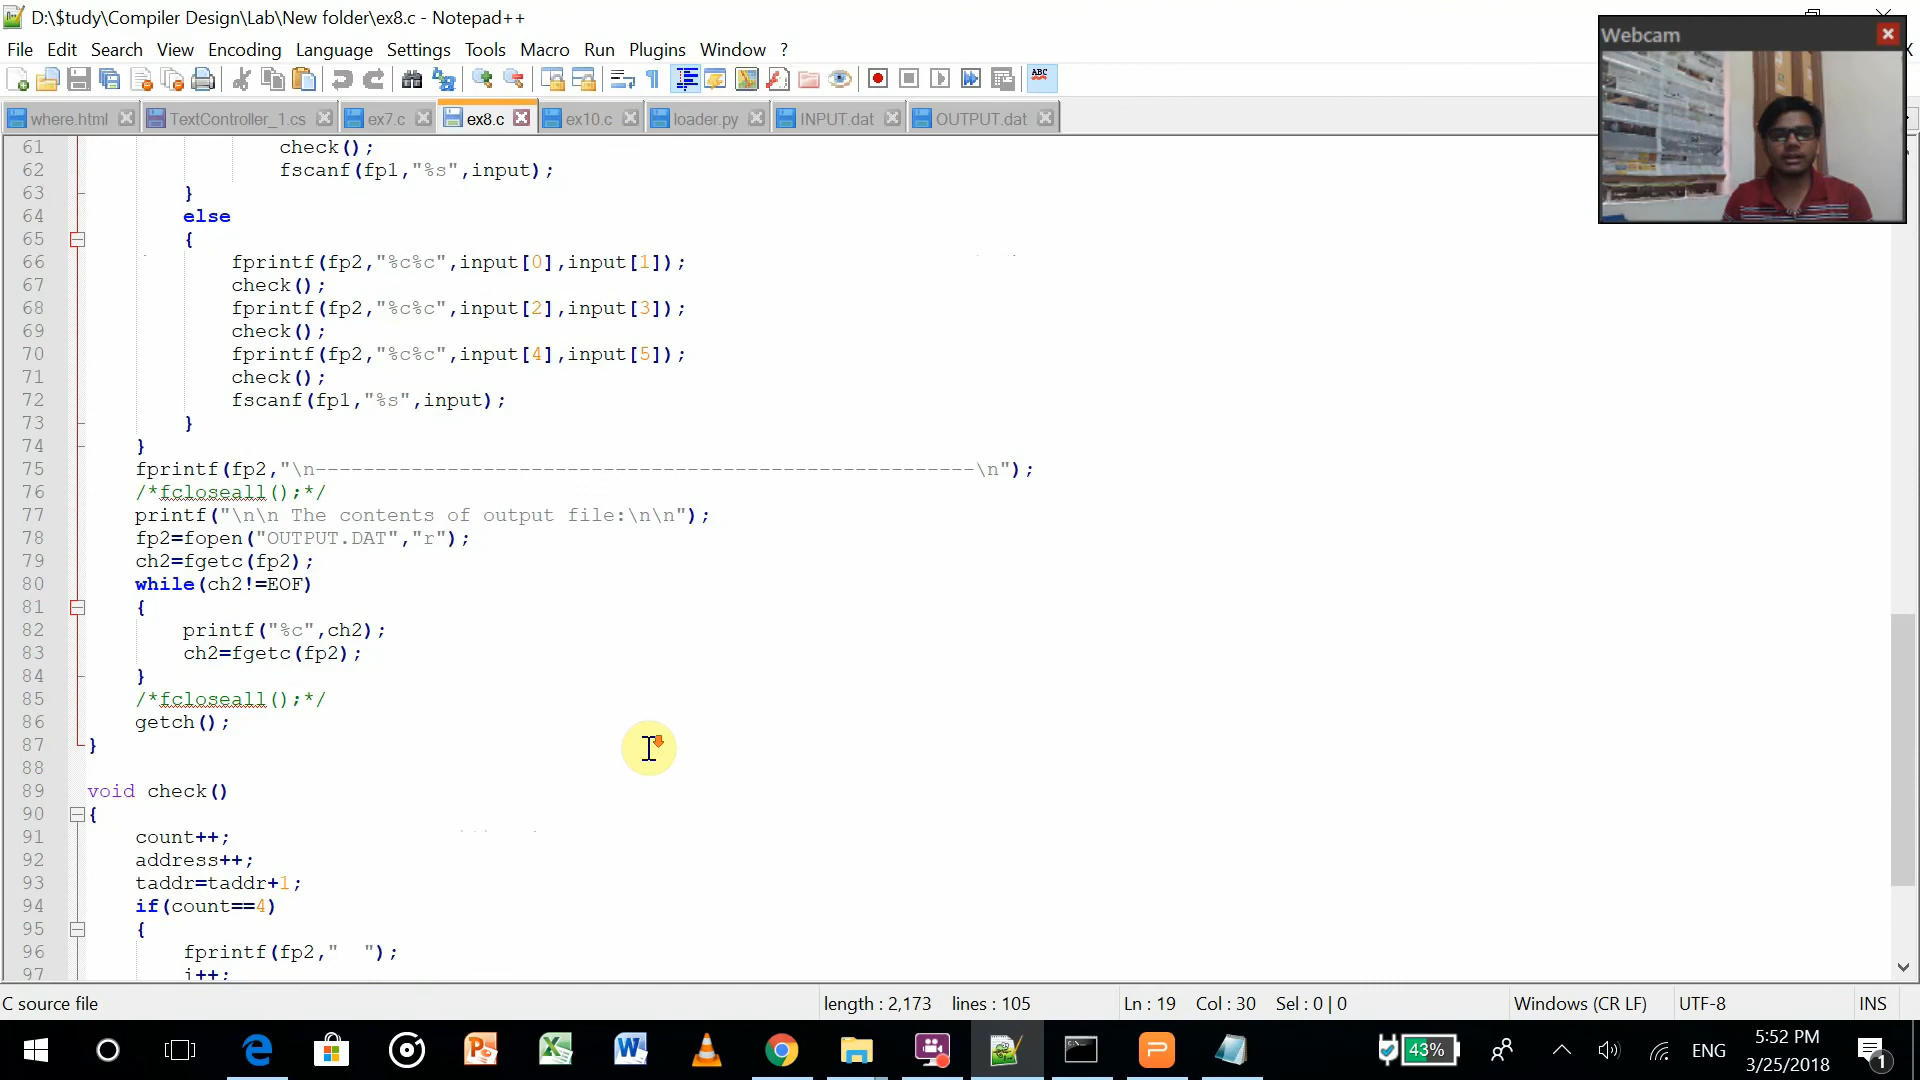 D:\$tudy\Compiler Design\Lab\New folder\ex8.c - Notepad++
File Edit Search View Encoding Language Settings Tools Macro Run Plugins Window ?
ABC
where.html TextController_1.cs ex7.c ex8.c ex10.c loader.py INPUT.dat OUTPUT.dat
Webcam
61 check();
62 fscanf(fp1,"%s",input);
63 }
64 else
65 {
66 fprintf(fp2,"%c%c",input[0],input[1]);
67 check();
68 fprintf(fp2,"%c%c",input[2],input[3]);
69 check();
70 fprintf(fp2,"%c%c",input[4],input[5]);
71 check();
72 fscanf(fp1,"%s",input);
73 }
74 }
75 fprintf(fp2,"\n-------------------------------------------------------\n");
76 /*fcloseall();*/
77 printf("\n\n The contents of output file:\n\n");
78 fp2=fopen("OUTPUT.DAT","r");
79 ch2=fgetc(fp2);
80 while(ch2!=EOF)
81 {
82 printf("%c",ch2);
83 ch2=fgetc(fp2);
84 }
85 /*fcloseall();*/
86 getch();
87 }
88
89 void check()
90 {
91 count++;
92 address++;
93 taddr=taddr+1;
94 if(count==4)
95 {
96 fprintf(fp2,"  ");
97 i++;
C source file length : 2,173 lines : 105 Ln : 19 Col : 30 Sel : 0 | 0 Windows (CR LF) UTF-8 INS
43% ENG 5:52 PM
3/25/2018 1